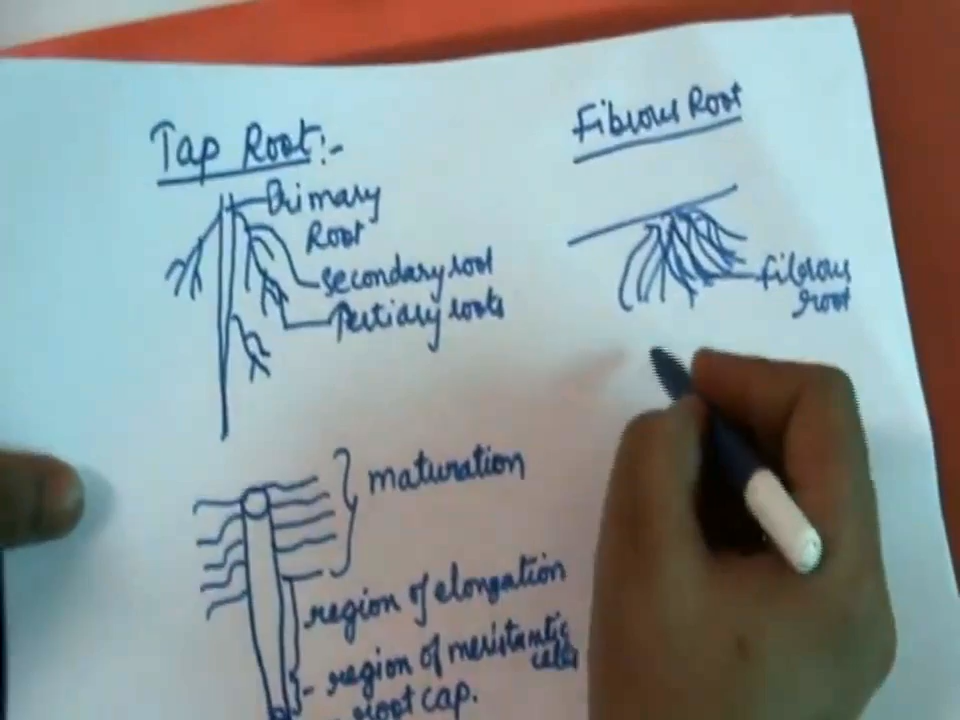 Tap Root:-
Primary
Root
Secondary root
Tertiary roots
Fibrous Root
fibrous
root
maturation
region of elongation
- region of meristmatic
cells
root cap.